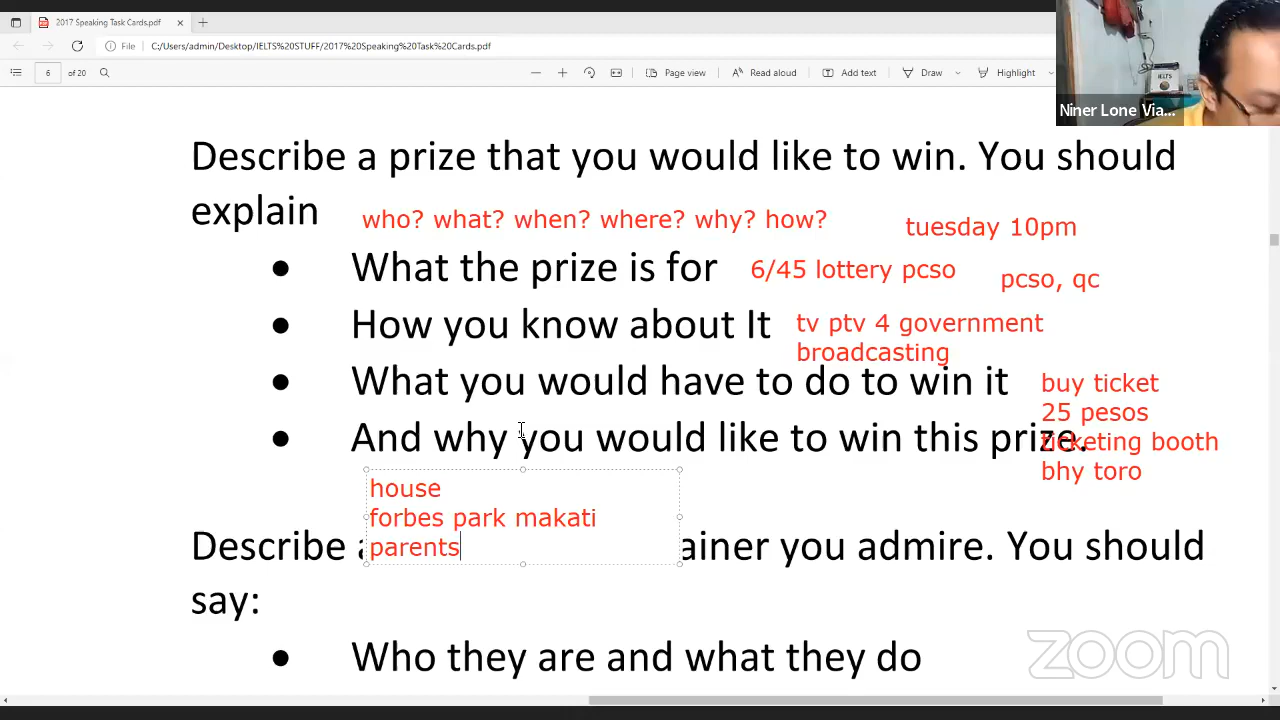 2017 Speaking Task Cards.pdf
File
C:/Users/admin/Desktop/IELTS%20STUFF/2017%20Speaking%20Task%20Cards.pdf
6 of 20
Page view
Read aloud
Add text
Draw
Highlight
IELTS
Niner Lone Via...
Describe a prize that you would like to win. You should
explain
who? what? when? where? why? how?
tuesday 10pm
● What the prize is for
6/45 lottery pcso
pcso, qc
● How you know about It
tv ptv 4 government
broadcasting
● What you would have to do to win it
buy ticket
25 pesos
● And why you would like to win this prize.
ticketing booth
bhy toro
house
forbes park makati
parents
Describe a ainer you admire. You should
say:
● Who they are and what they do
zoom